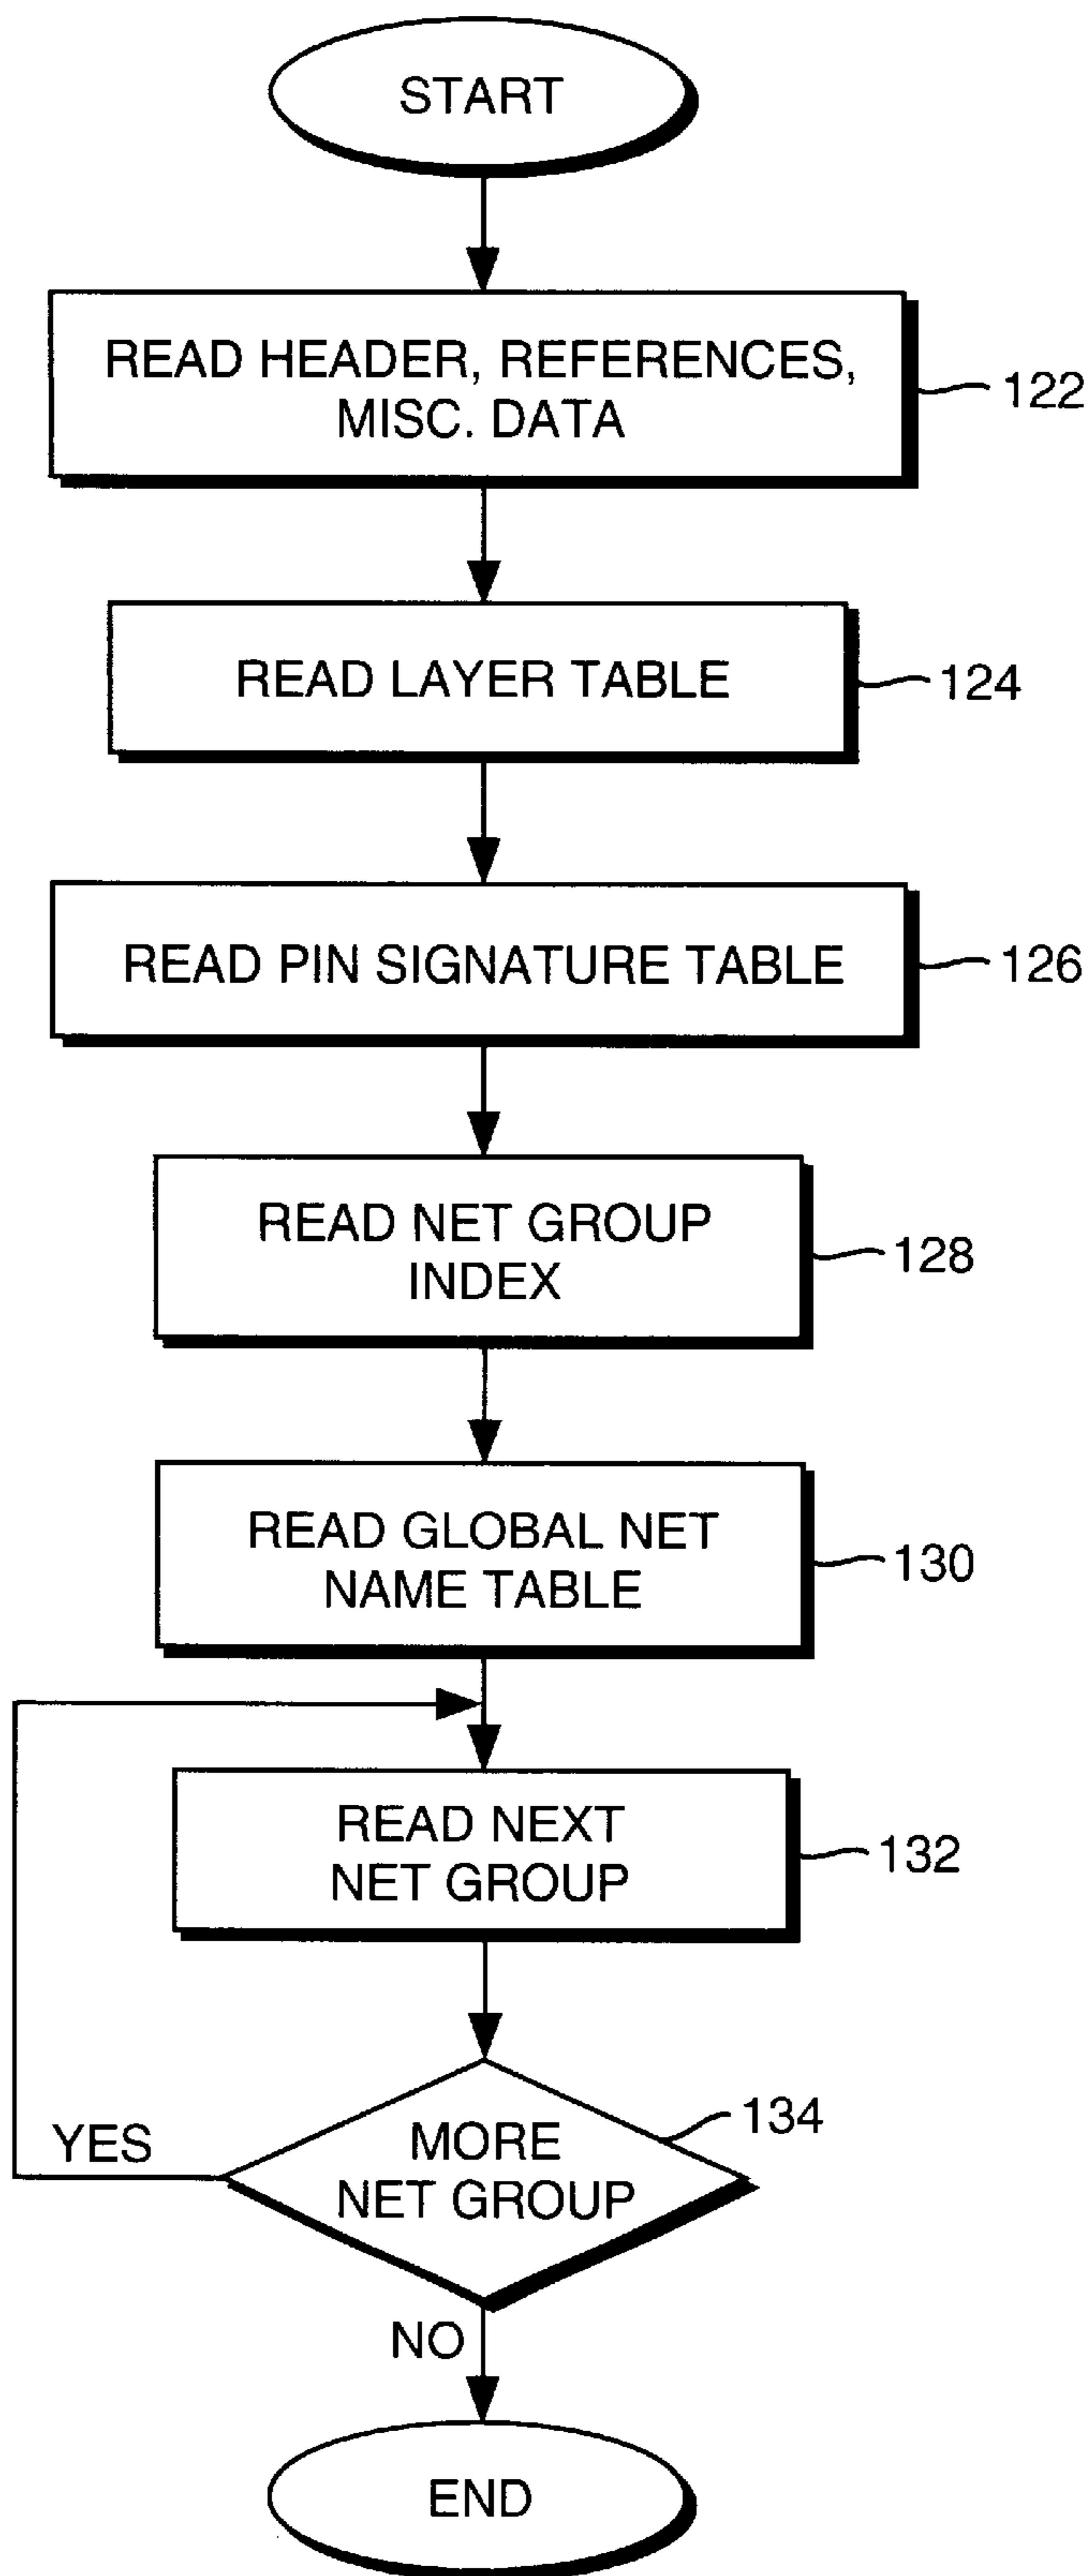 START
READ HEADER, REFERENCES,
MISC. DATA
122
READ LAYER TABLE
124
READ PIN SIGNATURE TABLE
126
READ NET GROUP
INDEX
128
READ GLOBAL NET
NAME TABLE
130
READ NEXT
NET GROUP
132
MORE
NET GROUP
134
YES
NO
END